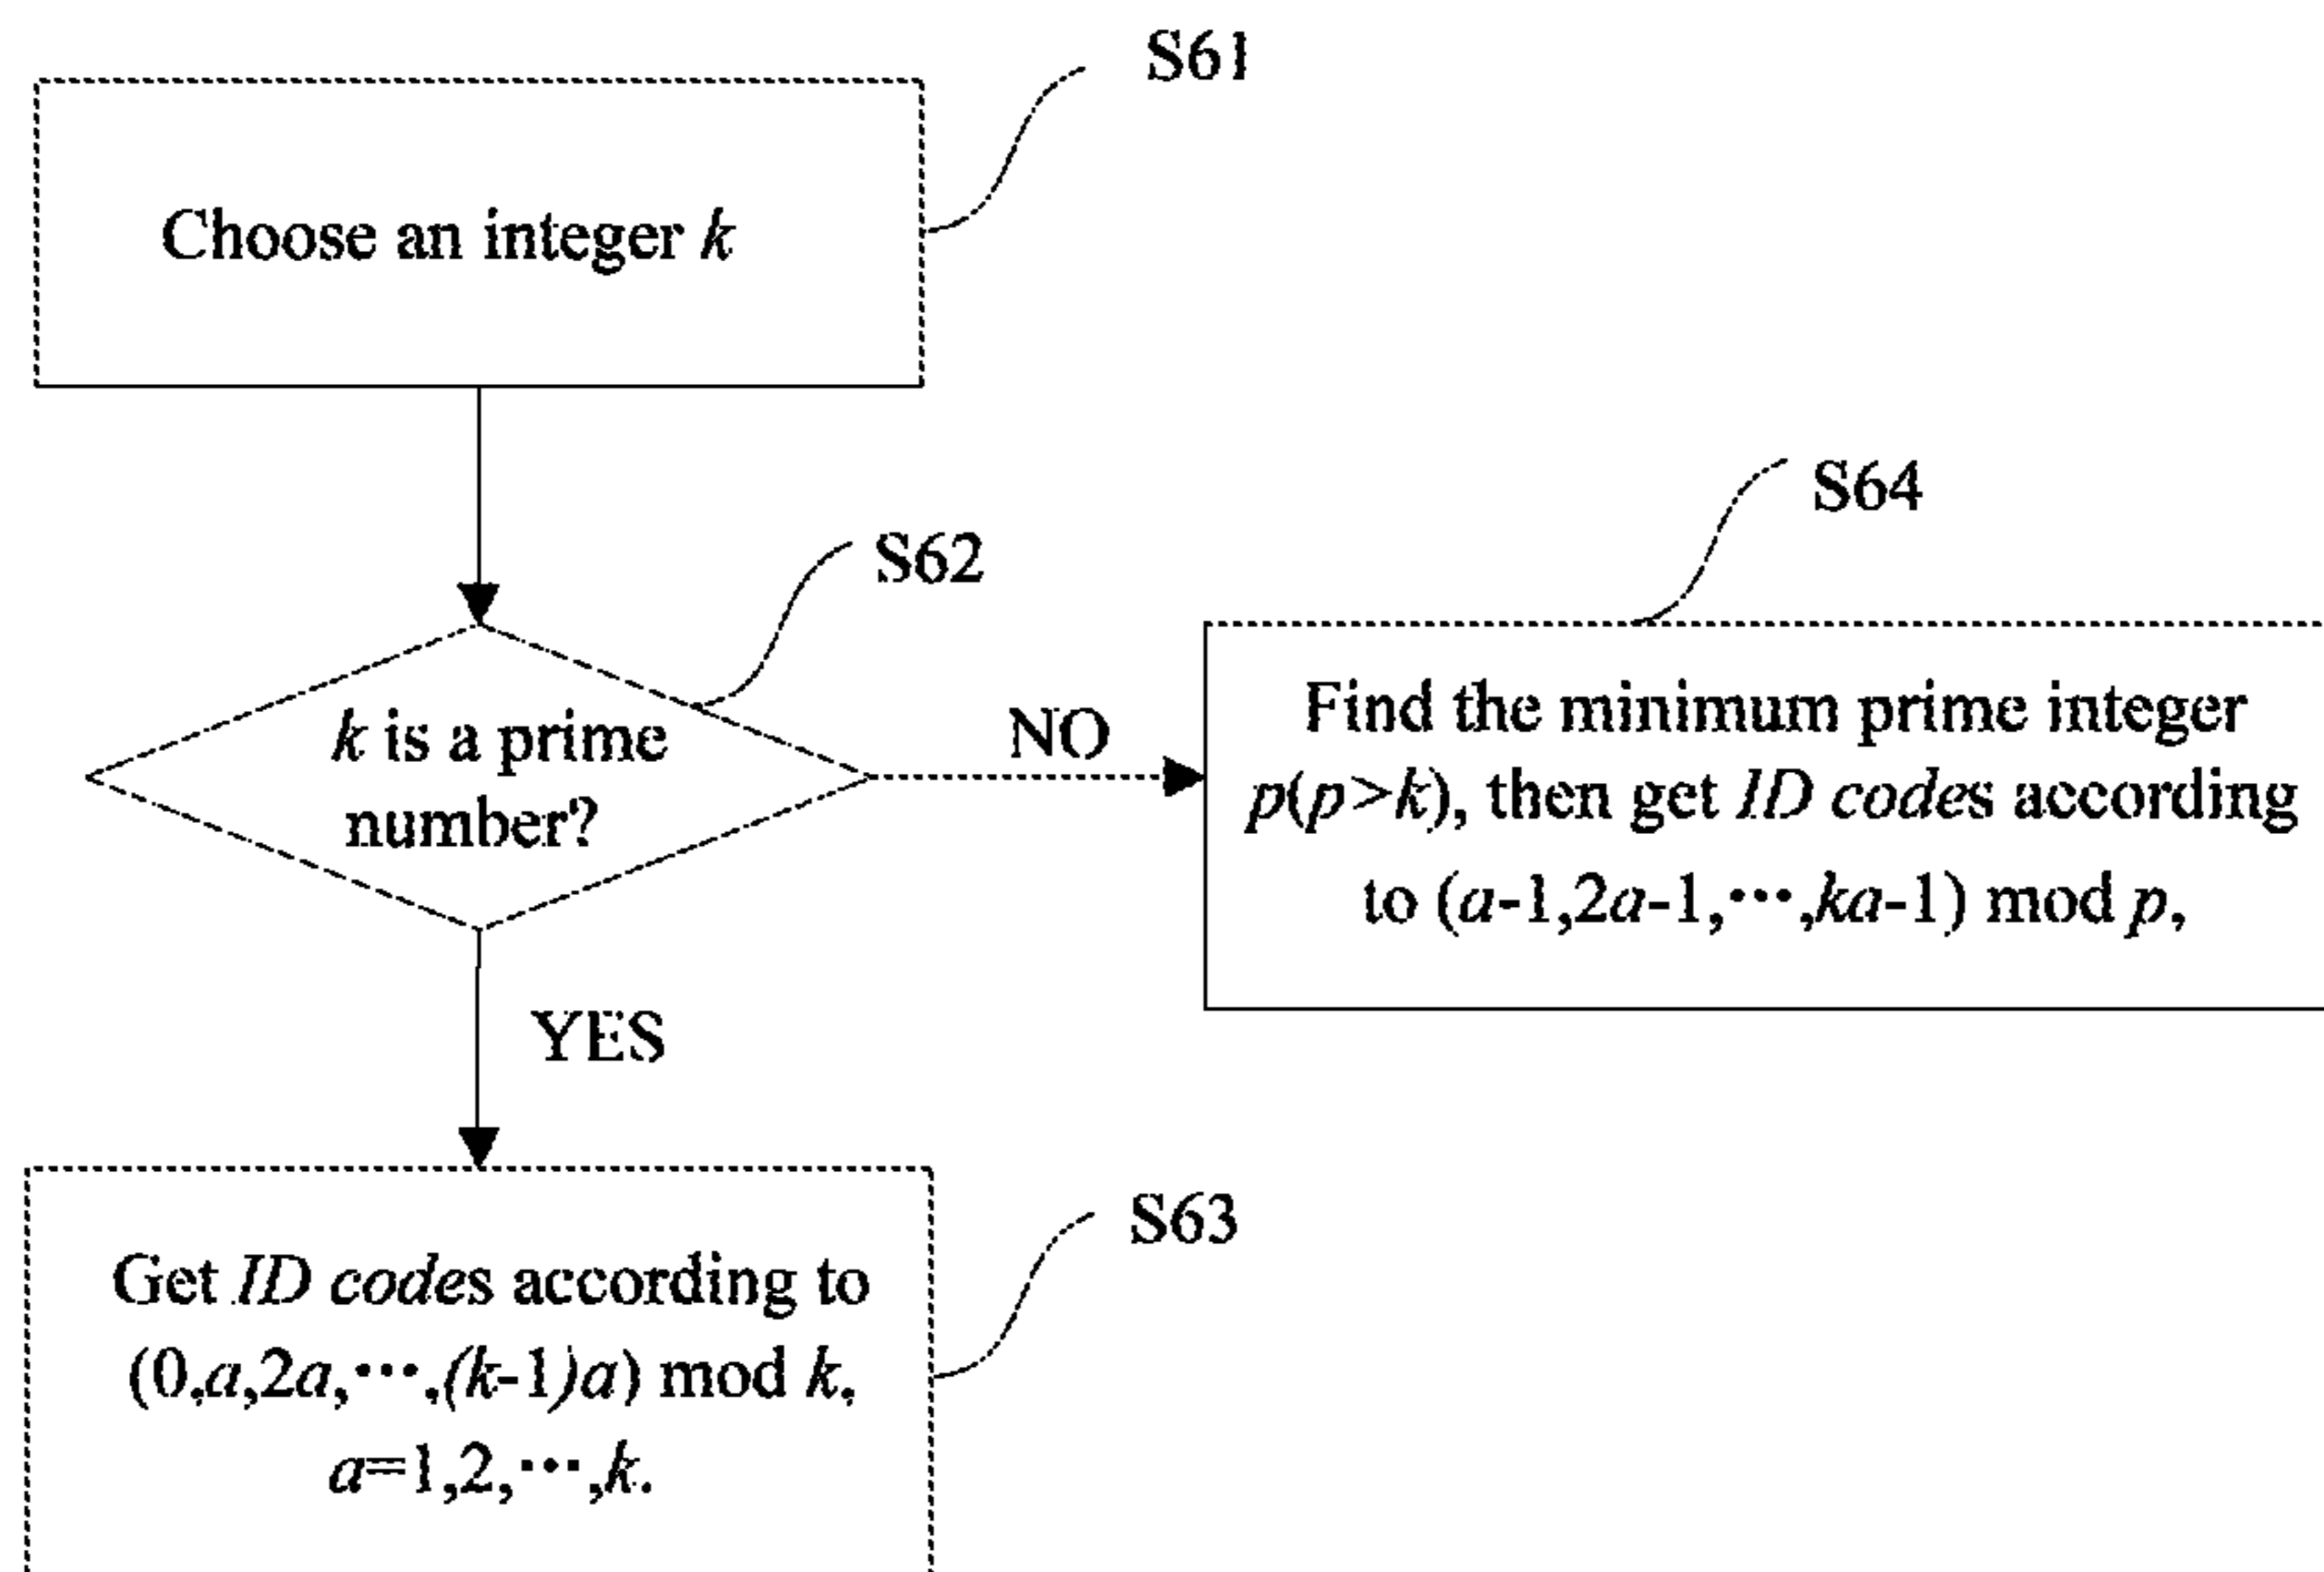 S61
Choose an integer k
S62
k is a prime
number?
NO
S64
Find the minimum prime integer
p(p>k), then get ID codes according
to (a-1,2a-1,···,ka-1) mod p,
YES
S63
Get ID codes according to
(0,a,2a,···,(k-1)a) mod k,
a=1,2,···,k.